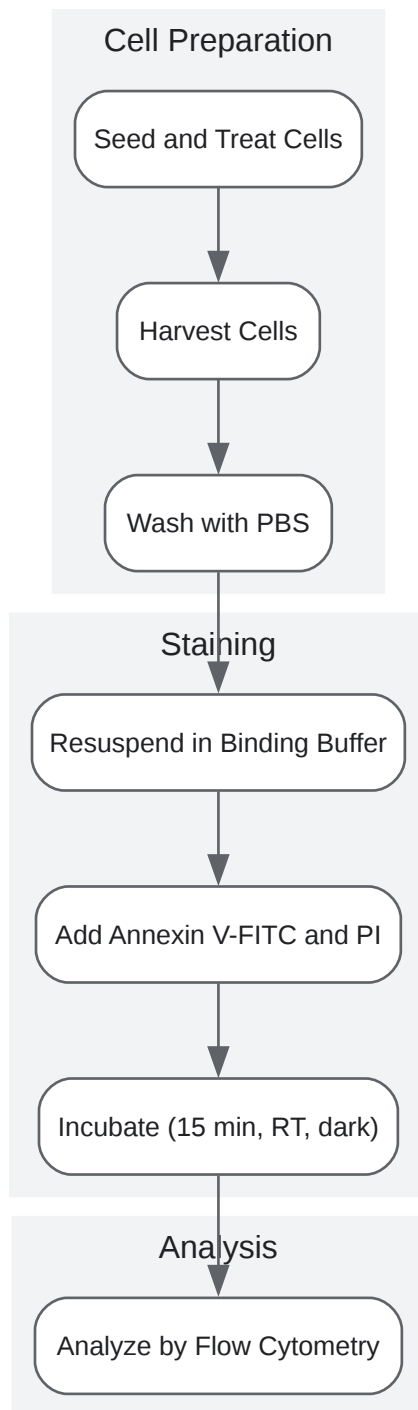 Cell Preparation
Seed and Treat Cells
Harvest Cells
Wash with PBS
Staining
Resuspend in Binding Buffer
Add Annexin V-FITC and PI
Incubate (15 min, RT, dark)
Analysis
Analyze by Flow Cytometry